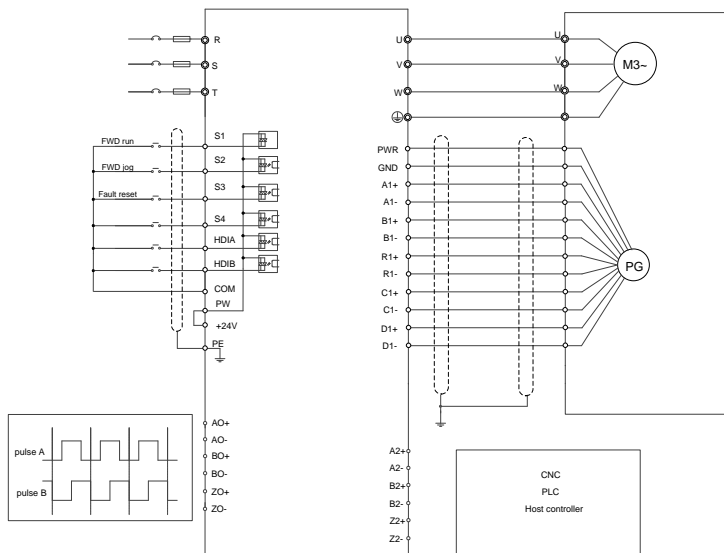 R
S
T
U
V
W
U
V
W
M3~
FWD run
FWD jog
Fault reset
S1
S2
S3
S4
HDIA
HDIB
COM
PW
+24V
PE
PWR
GND
A1+
A1-
B1+
B1-
R1+
R1-
C1+
C1-
D1+
D1-
PG
pulse A
pulse B
AO+
AO-
BO+
BO-
ZO+
ZO-
A2+
A2-
B2+
B2-
Z2+
Z2-
CNC
PLC
Host controller